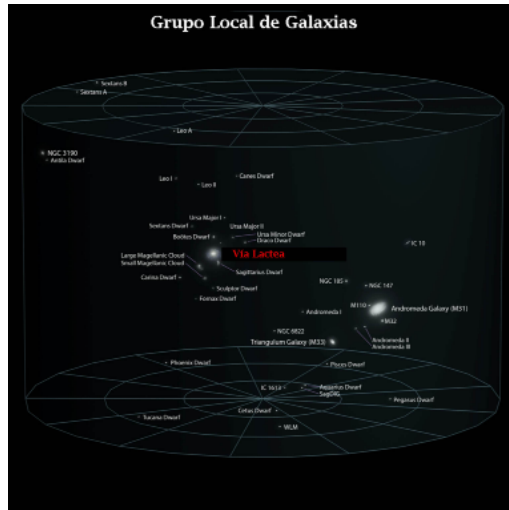 Grupo Local de Galaxias
Sextans B
Sextans A
Leo A
NGC 3190
Antlia Dwarf
Leo I
Canes Dwarf
Leo II
Ursa Major I
Sextans Dwarf
Ursa Major II
Boötes Dwarf
Ursa Minor Dwarf
Draco Dwarf
IC 10
Large Magellanic Cloud
Via Lactea
Small Magellanic Cloud
Sagittarius Dwarf
Carina Dwarf
NGC 185
NGC 147
Sculptor Dwarf
Fornax Dwarf
M110
Andromeda Galaxy (M31)
Andromeda I
M32
NGC 6822
Triangulum Galaxy (M33)
Andromeda II
Andromeda III
Phoenix Dwarf
Pisces Dwarf
IC 1613
Aquarius Dwarf
SagDIG
Pegasus Dwarf
Cetus Dwarf
Tucana Dwarf
WLM